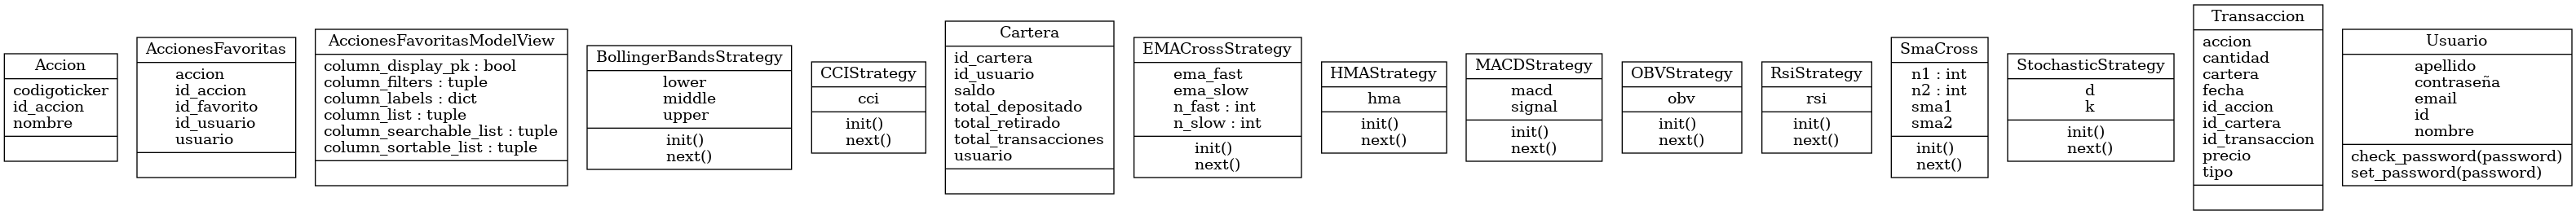 Accion
codigoticker
id_accion
nombre
AccionesFavoritas
accion
id_accion
id_favorito
id_usuario
usuario
AccionesFavoritasModelView
column_display_pk : bool
column_filters : tuple
column_labels : dict
column_list : tuple
column_searchable_list : tuple
column_sortable_list : tuple
BollingerBandsStrategy
lower
middle
upper
init()
next()
CCIStrategy
cci
init()
next()
Cartera
id_cartera
id_usuario
saldo
total_depositado
total_retirado
total_transacciones
usuario
EMACrossStrategy
ema_fast
ema_slow
n_fast : int
n_slow : int
init()
next()
HMAStrategy
hma
init()
next()
MACDStrategy
macd
signal
init()
next()
OBVStrategy
obv
init()
next()
RsiStrategy
rsi
init()
next()
SmaCross
n1 : int
n2 : int
sma1
sma2
init()
next()
StochasticStrategy
d
k
init()
next()
Transaccion
accion
cantidad
cartera
fecha
id_accion
id_cartera
id_transaccion
precio
tipo
Usuario
apellido
contraseña
email
id
nombre
check_password(password)
set_password(password)